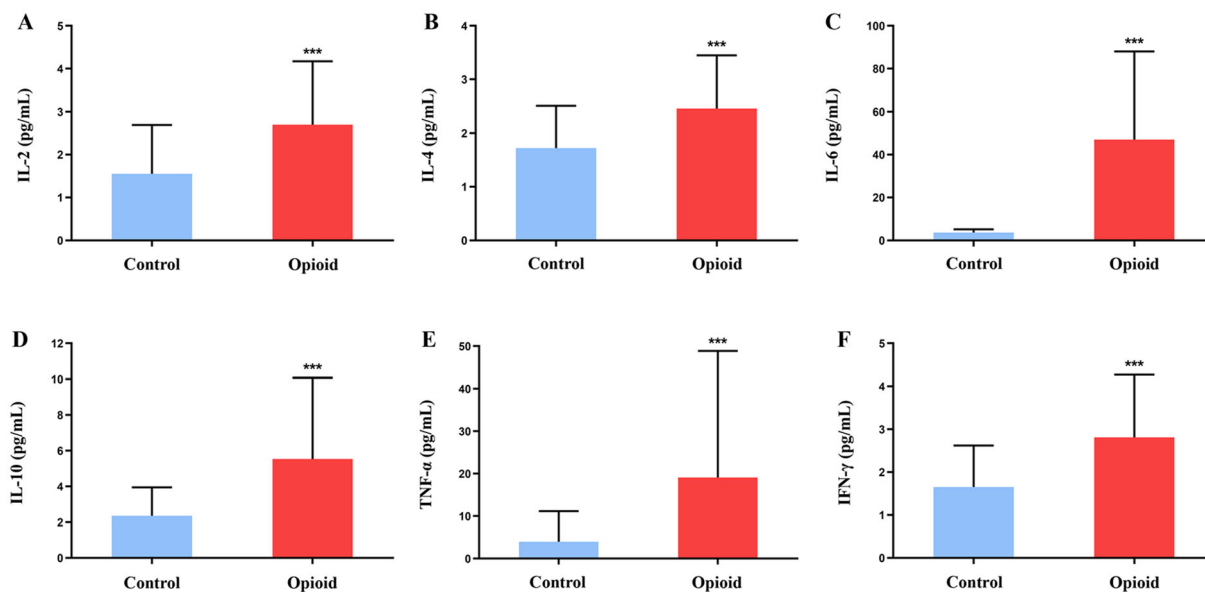 A
IL-2 (pg/mL)
5
4
3
2
1
0
***
Control
Opioid
B
IL-4 (pg/mL)
4
3
2
1
0
***
Control
Opioid
C
IL-6 (pg/mL)
100
80
60
40
20
0
***
Control
Opioid
D
IL-10 (pg/mL)
12
10
8
6
4
2
0
***
Control
Opioid
E
TNF-α (pg/mL)
50
40
30
20
10
0
***
Control
Opioid
F
IFN-γ (pg/mL)
5
4
3
2
1
0
***
Control
Opioid